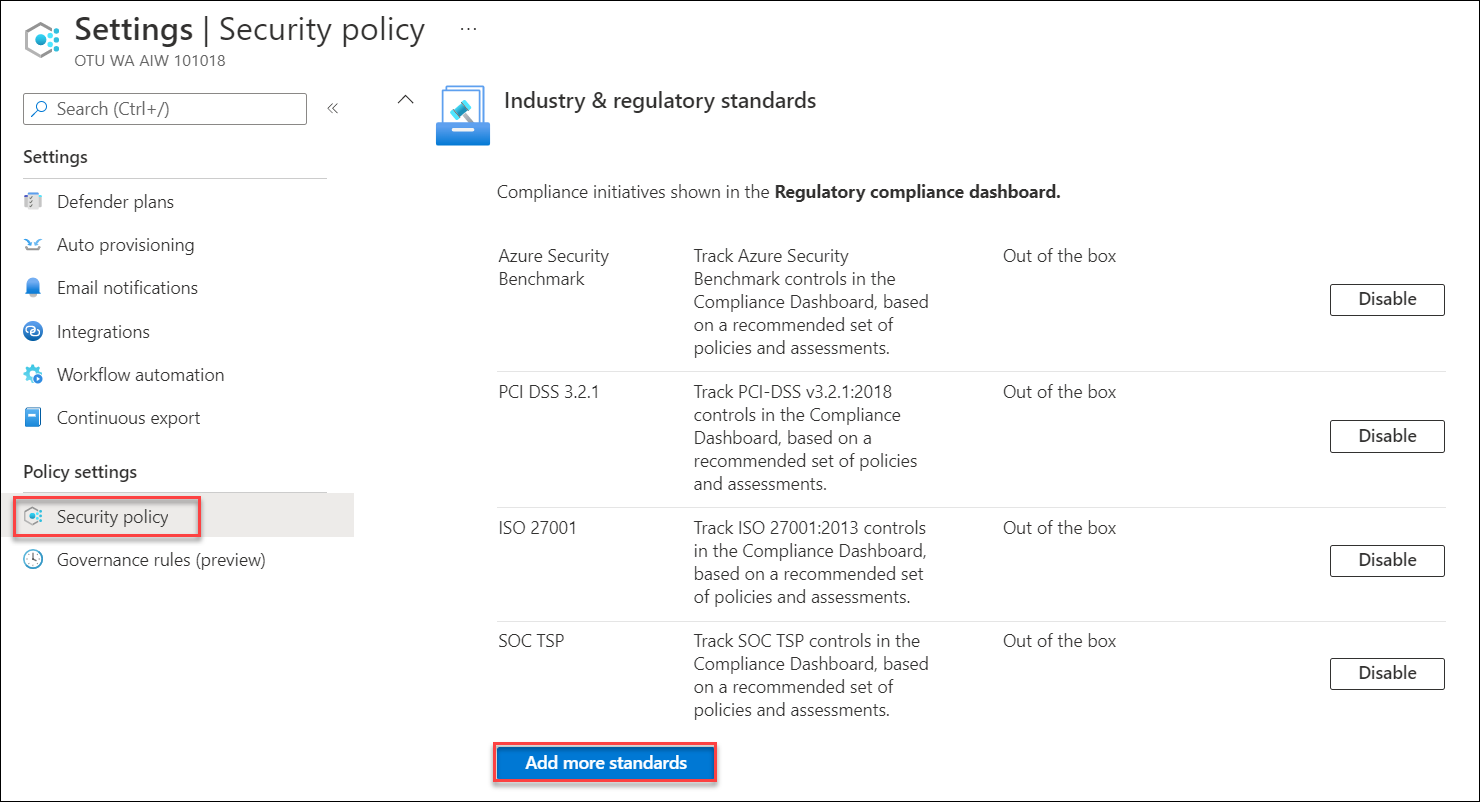 Settings | Security policy ...
OTU WA AIW 101018
Search (Ctrl+/)
«
Settings
Defender plans
Auto provisioning
Email notifications
Integrations
Workflow automation
Continuous export
Policy settings
Security policy
Governance rules (preview)
Industry & regulatory standards
Compliance initiatives shown in the Regulatory compliance dashboard.
Azure Security
Benchmark
Track Azure Security
Benchmark controls in the
Compliance Dashboard, based
on a recommended set of
policies and assessments.
Out of the box
Disable
PCI DSS 3.2.1
Track PCI-DSS v3.2.1:2018
controls in the Compliance
Dashboard, based on a
recommended set of policies
and assessments.
Out of the box
Disable
ISO 27001
Track ISO 27001:2013 controls
in the Compliance Dashboard,
based on a recommended set
of policies and assessments.
Out of the box
Disable
SOC TSP
Track SOC TSP controls in the
Compliance Dashboard, based
on a recommended set of
policies and assessments.
Out of the box
Disable
Add more standards